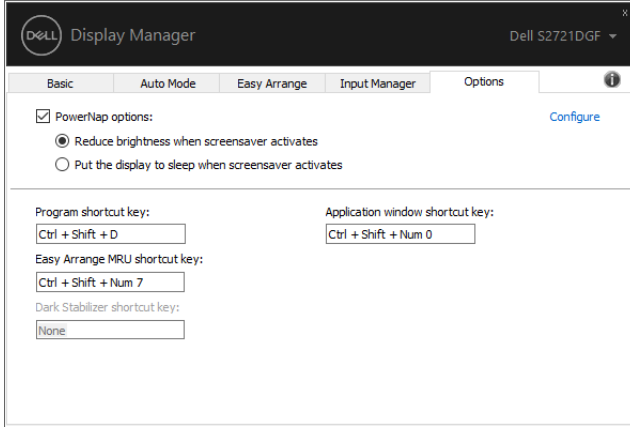 x
DELL Display Manager Dell S2721DGF
Basic Auto Mode Easy Arrange Input Manager Options i
PowerNap options: Configure
Reduce brightness when screensaver activates
Put the display to sleep when screensaver activates
Program shortcut key: Application window shortcut key:
Ctrl + Shift + D Ctrl + Shift + Num 0
Easy Arrange MRU shortcut key:
Ctrl + Shift + Num 7
Dark Stabilizer shortcut key:
None